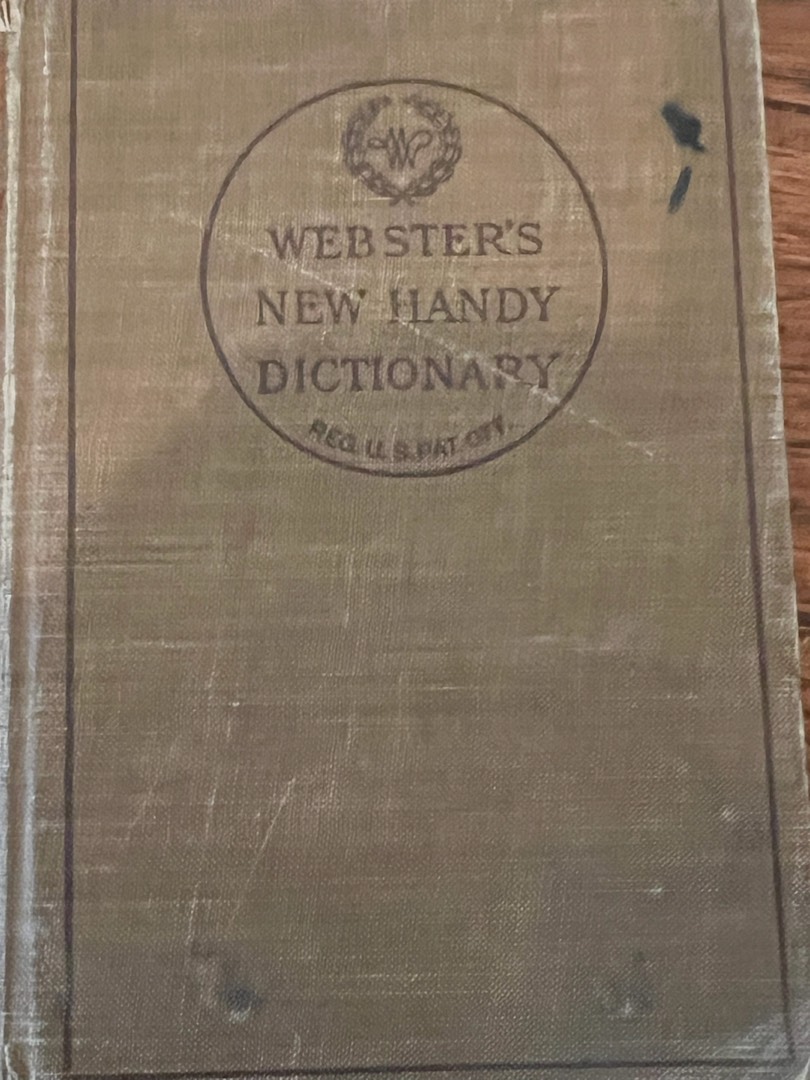 W
WEBSTER'S
NEW HANDY
DICTIONARY
REG. U. S. PAT. OFF.